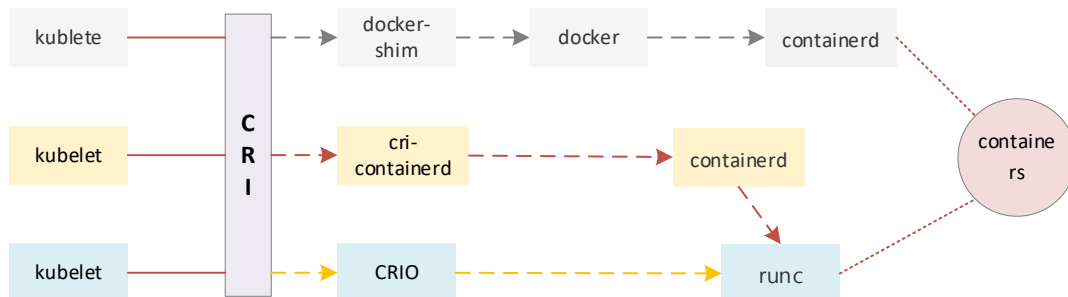 kublete
docker-
shim
docker
containerd
C
R
I
kubelet
cri-
containerd
containerd
containe
rs
kubelet
CRIO
runc